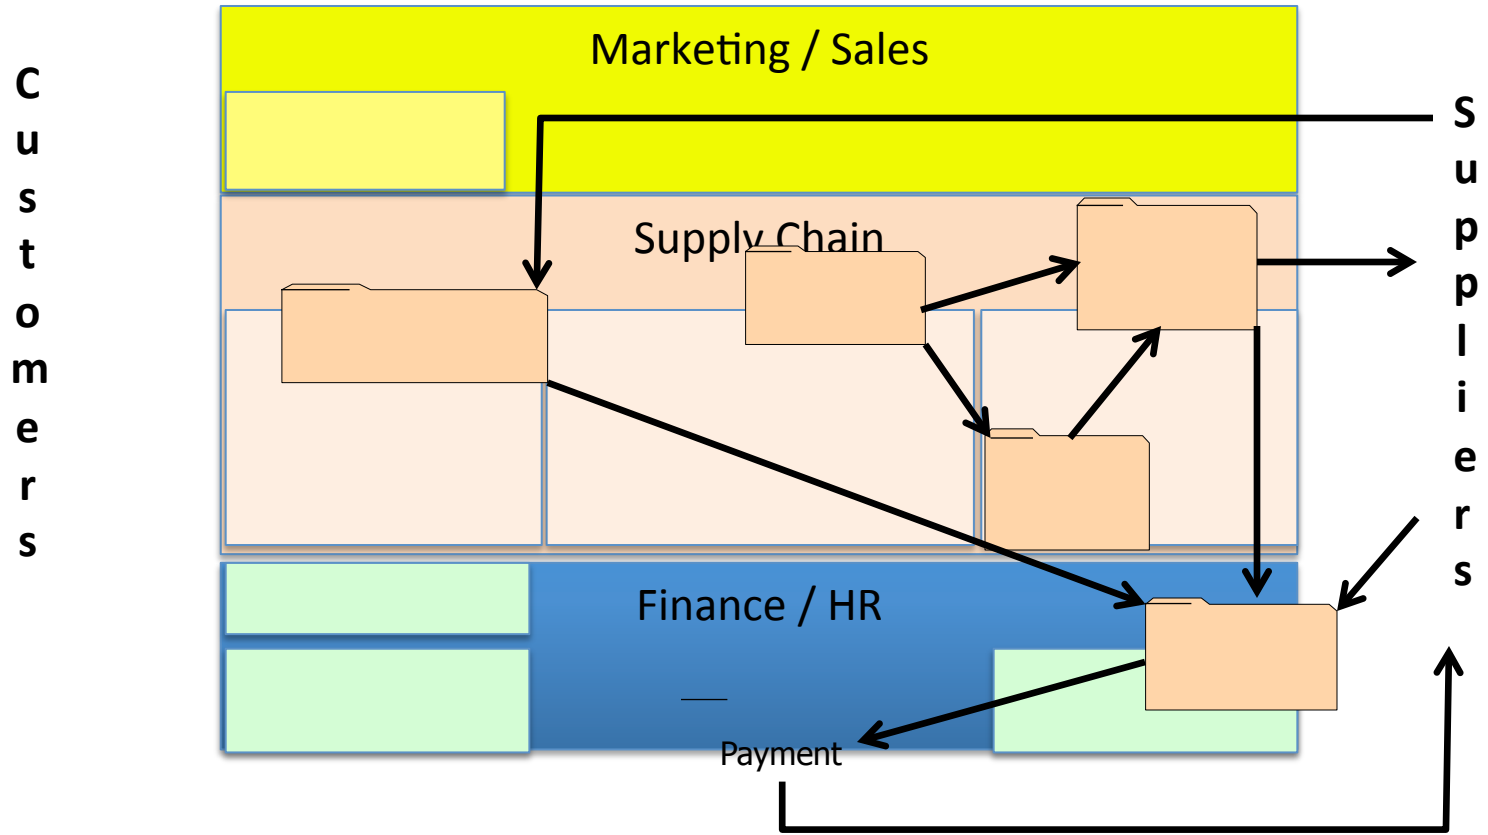 Customers
Marketing / Sales
Suppliers
Supply Chain
Finance / HR
Payment